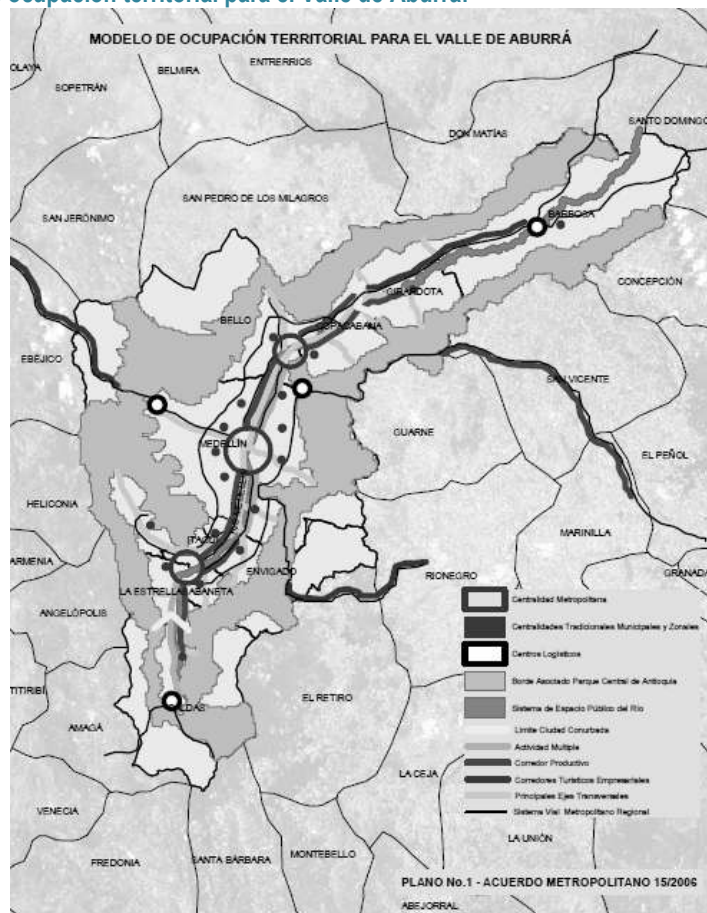 ocupación territorial para el Valle de Aburrá.
MODELO DE OCUPACIÓN TERRITORIAL PARA EL VALLE DE ABURRÁ
OLAYA
BELMIRA
ENTRERRIOS
SOPETRÁN
SANTO DOMINGO
DON MATÍAS
SAN PEDRO DE LOS MILAGROS
SAN JERÓNIMO
BARBOSA
CONCEPCIÓN
GIRARDOTA
BELLO
COPACABANA
EBÉJICO
SAN VICENTE
GUARNE
MEDELLÍN
EL PEÑOL
HELICONIA
MARINILLA
ITAGÜÍ
ARMENIA
ENVIGADO
RIONEGRO
GRANADA
LA ESTRELLA
SABANETA
ANGELÓPOLIS
TITIRIBÍ
EL RETIRO
CALDAS
AMAGÁ
LA CEJA
VENECIA
LA UNIÓN
FREDONIA
SANTA BÁRBARA
MONTEBELLO
ABEJORRAL
Centralidad Metropolitana
Centralidades Tradicionales Municipales y Zonales
Centros Logísticos
Borde Asociado Parque Central de Antioquia
Sistema de Espacio Público del Río
Límite Ciudad Conurbada
Actividad Multiple
Corredor Productivo
Corredores Turísticos Empresariales
Principales Ejes Transversales
Sistema Vial Metropolitano Regional
PLANO No.1 - ACUERDO METROPOLITANO 15/2006